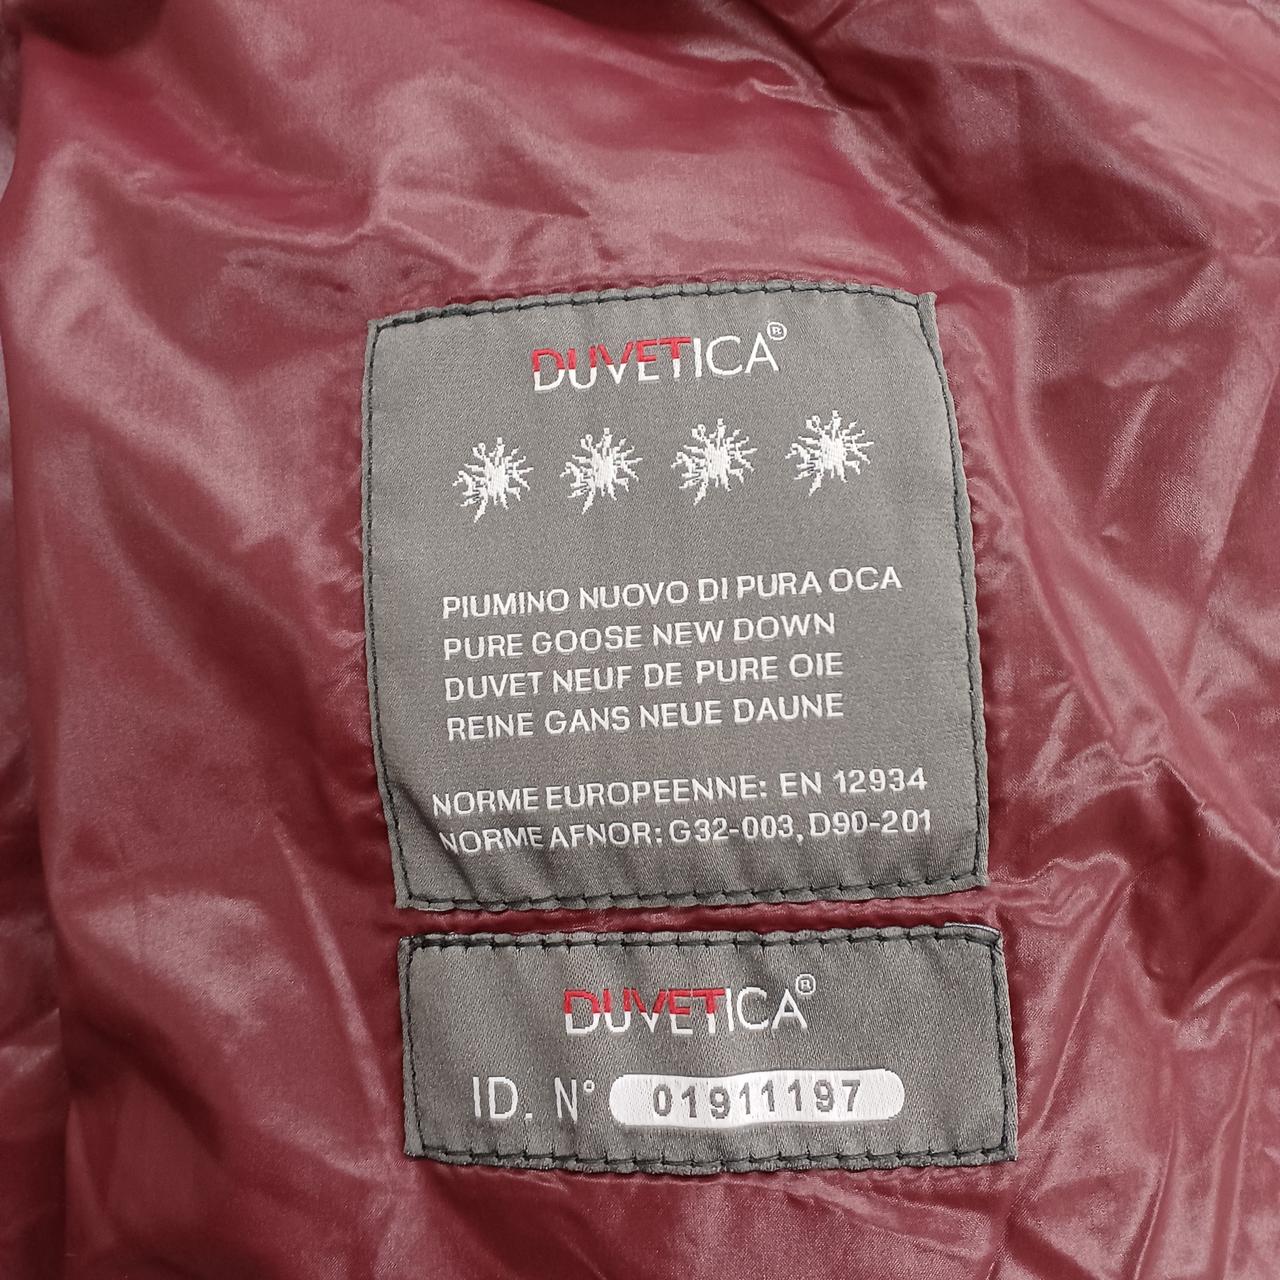 DUVETICA®
PIUMINO NUOVO DI PURA OCA
PURE GOOSE NEW DOWN
DUVET NEUF DE PURE OIE
REINE GANS NEUE DAUNE
NORME EUROPEENNE: EN 12934
NORME AFNOR: G32-003, D90-201
DUVETICA®
ID. N° 01911197